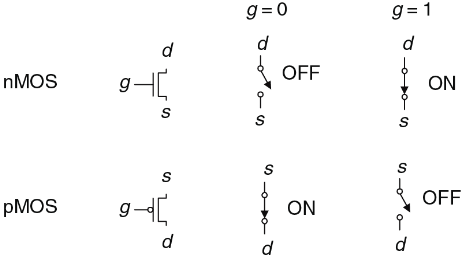 g = 0 g = 1
d d d
nMOS g OFF ON
s s s
s s s
pMOS g ON OFF
d d d